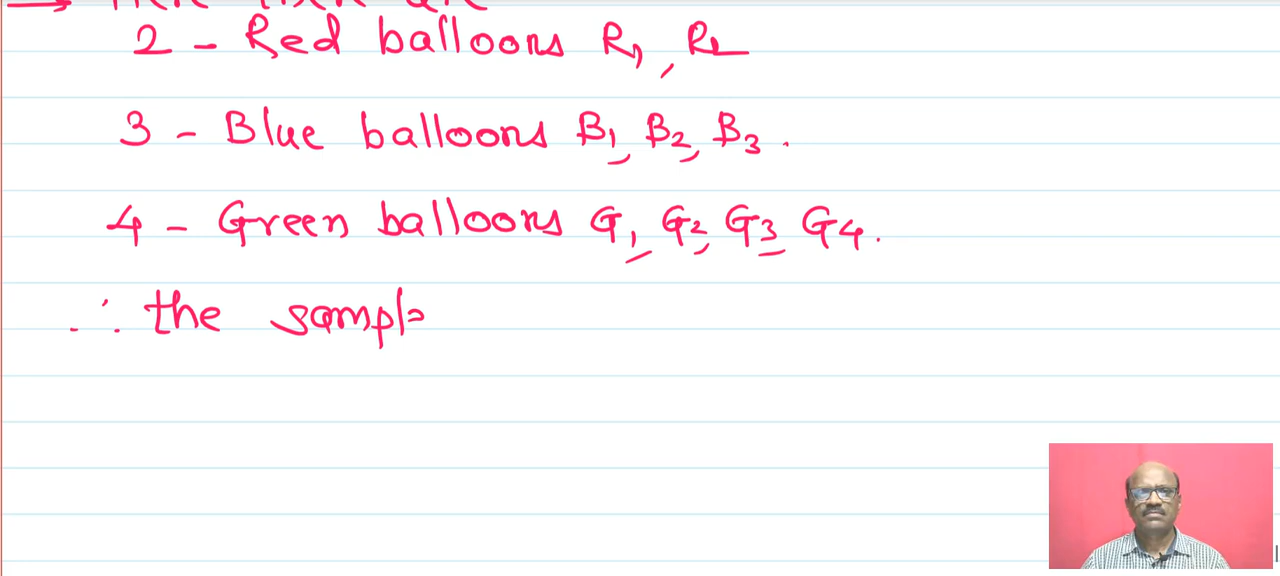 2 - Red balloons R1, R2
3 - Blue balloons B1, B2, B3.
4 - Green balloons G1, G2, G3 G4.
∴ the sample